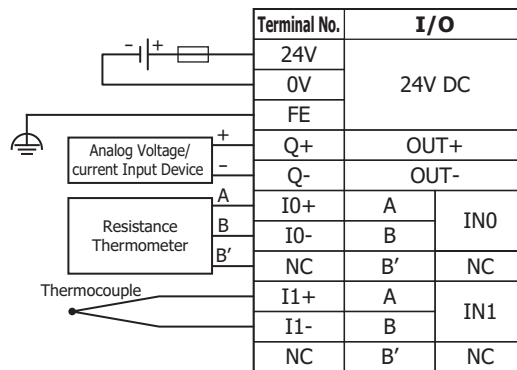 Terminal No. I/O
− + 24V
0V 24V DC
FE
+ Q+ OUT+
Analog Voltage/
current Input Device
− Q- OUT-
A I0+ A
IN0
Resistance
Thermometer
B I0- B
B′ NC B′ NC
Thermocouple I1+ A
IN1
I1- B
NC B′ NC